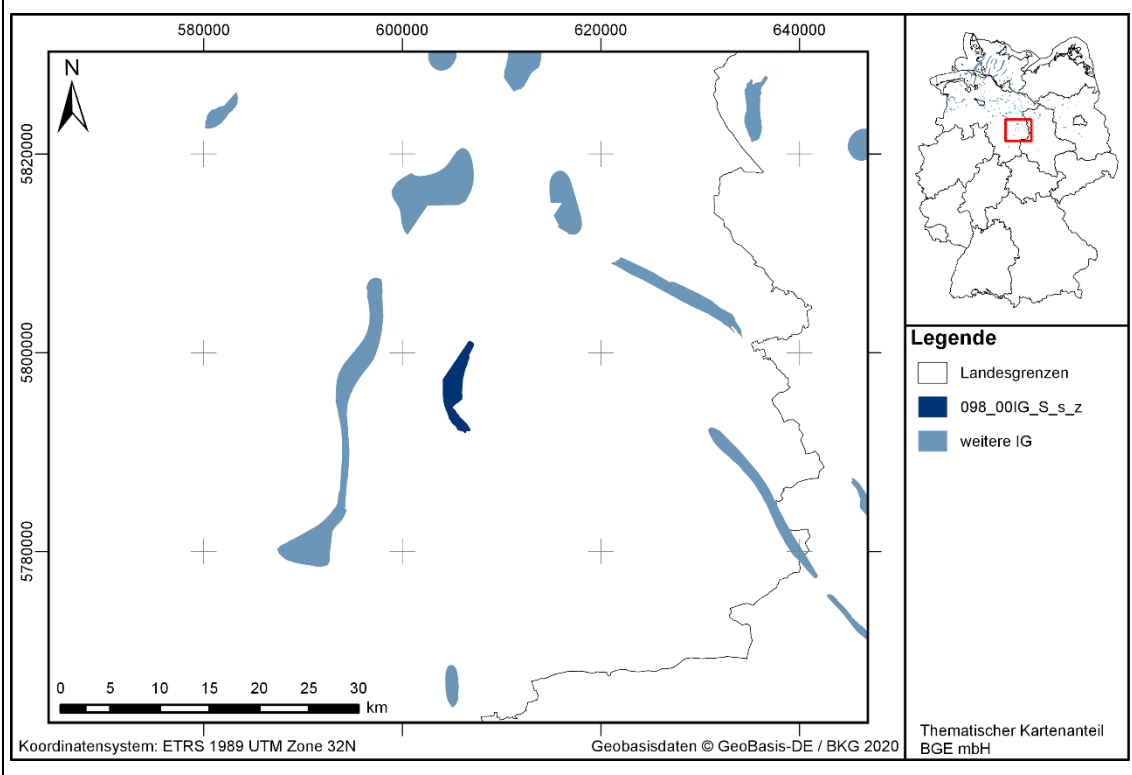 580000 600000 620000 640000
N
5820000
5800000
5780000
0 5 10 15 20 25 30
km
Koordinatensystem: ETRS 1989 UTM Zone 32N
Geobasisdaten © GeoBasis-DE / BKG 2020
Legende
Landesgrenzen
098_00IG_S_s_z
weitere IG
Thematischer Kartenanteil
BGE mbH